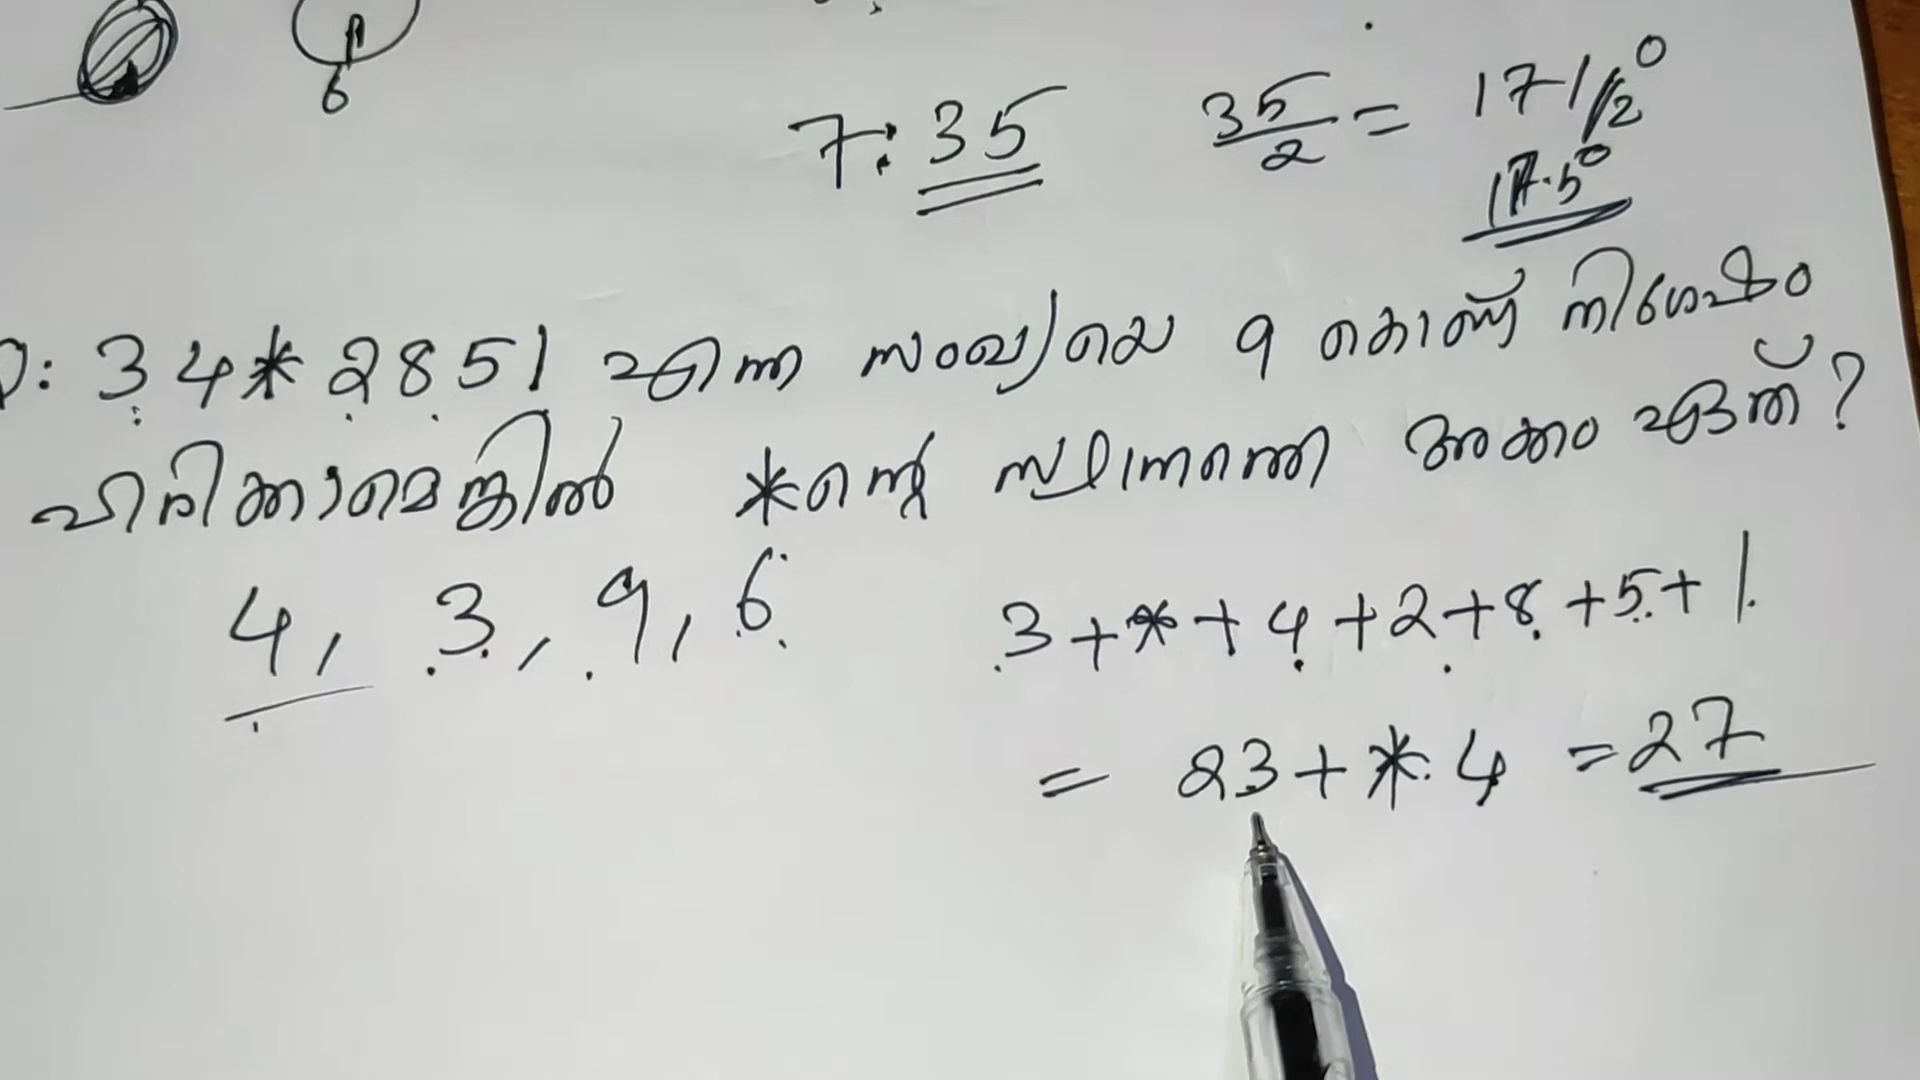 6
7:35 35/2 = 17 1/2°
17.5°
Q: 34*2851 എന്ന സംഖ്യയെ 9 കൊണ്ട് നിശേഷം
ഹരിക്കാമെങ്കിൽ *ന്റെ സ്ഥാനത്തെ അക്കം ഏത്?
4, 3, 9, 6
3+*+4+2+8+5+1
= 23+* 4 = 27